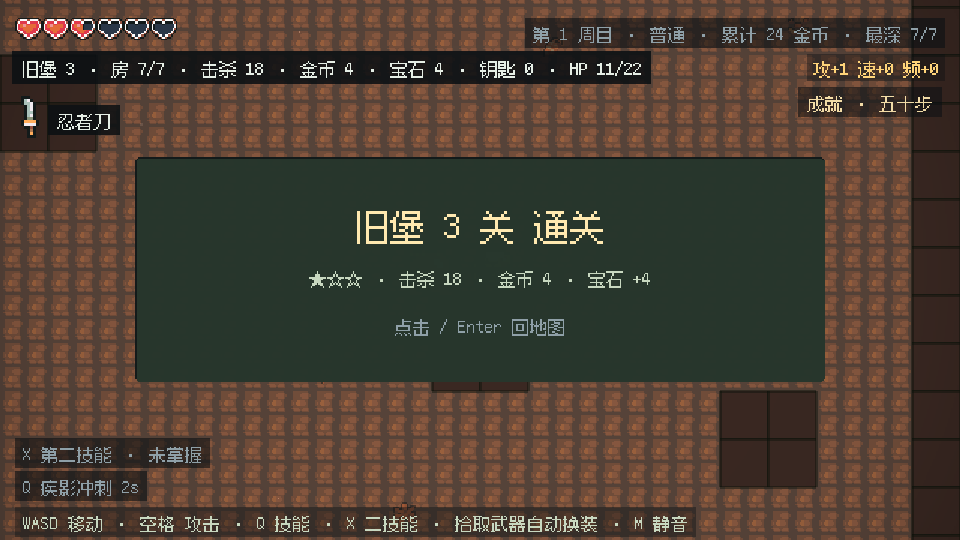 第 1 周目 · 普通 · 累计 24 金币 · 最深 7/7
旧堡 3 · 房 7/7 · 击杀 18 · 金币 4 · 宝石 4 · 钥匙 0 · HP 11/22
攻+1 速+0 频+0
成就 · 五十步
忍者刀
旧堡 3 关 通关
★☆☆ · 击杀 18 · 金币 4 · 宝石 +4
点击 / Enter 回地图
X 第二技能 · 未掌握
Q 疾影冲刺 2s
WASD 移动 · 空格 攻击 · Q 技能 · X 二技能 · 拾取武器自动换装 · M 静音